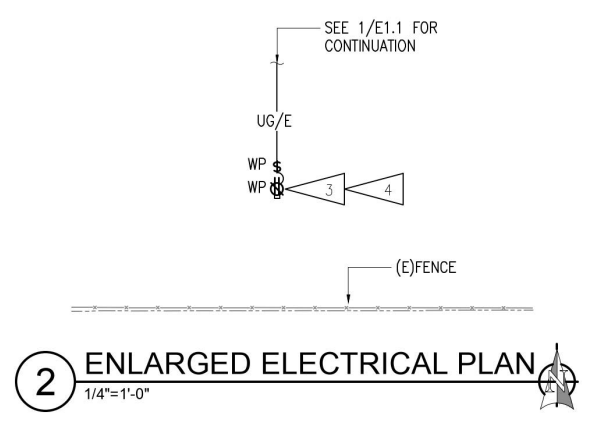 SEE 1/E1.1 FOR
CONTINUATION
UG/E
WP $
WP
3 4
(E)FENCE
2 ENLARGED ELECTRICAL PLAN N
1/4"=1'-0"